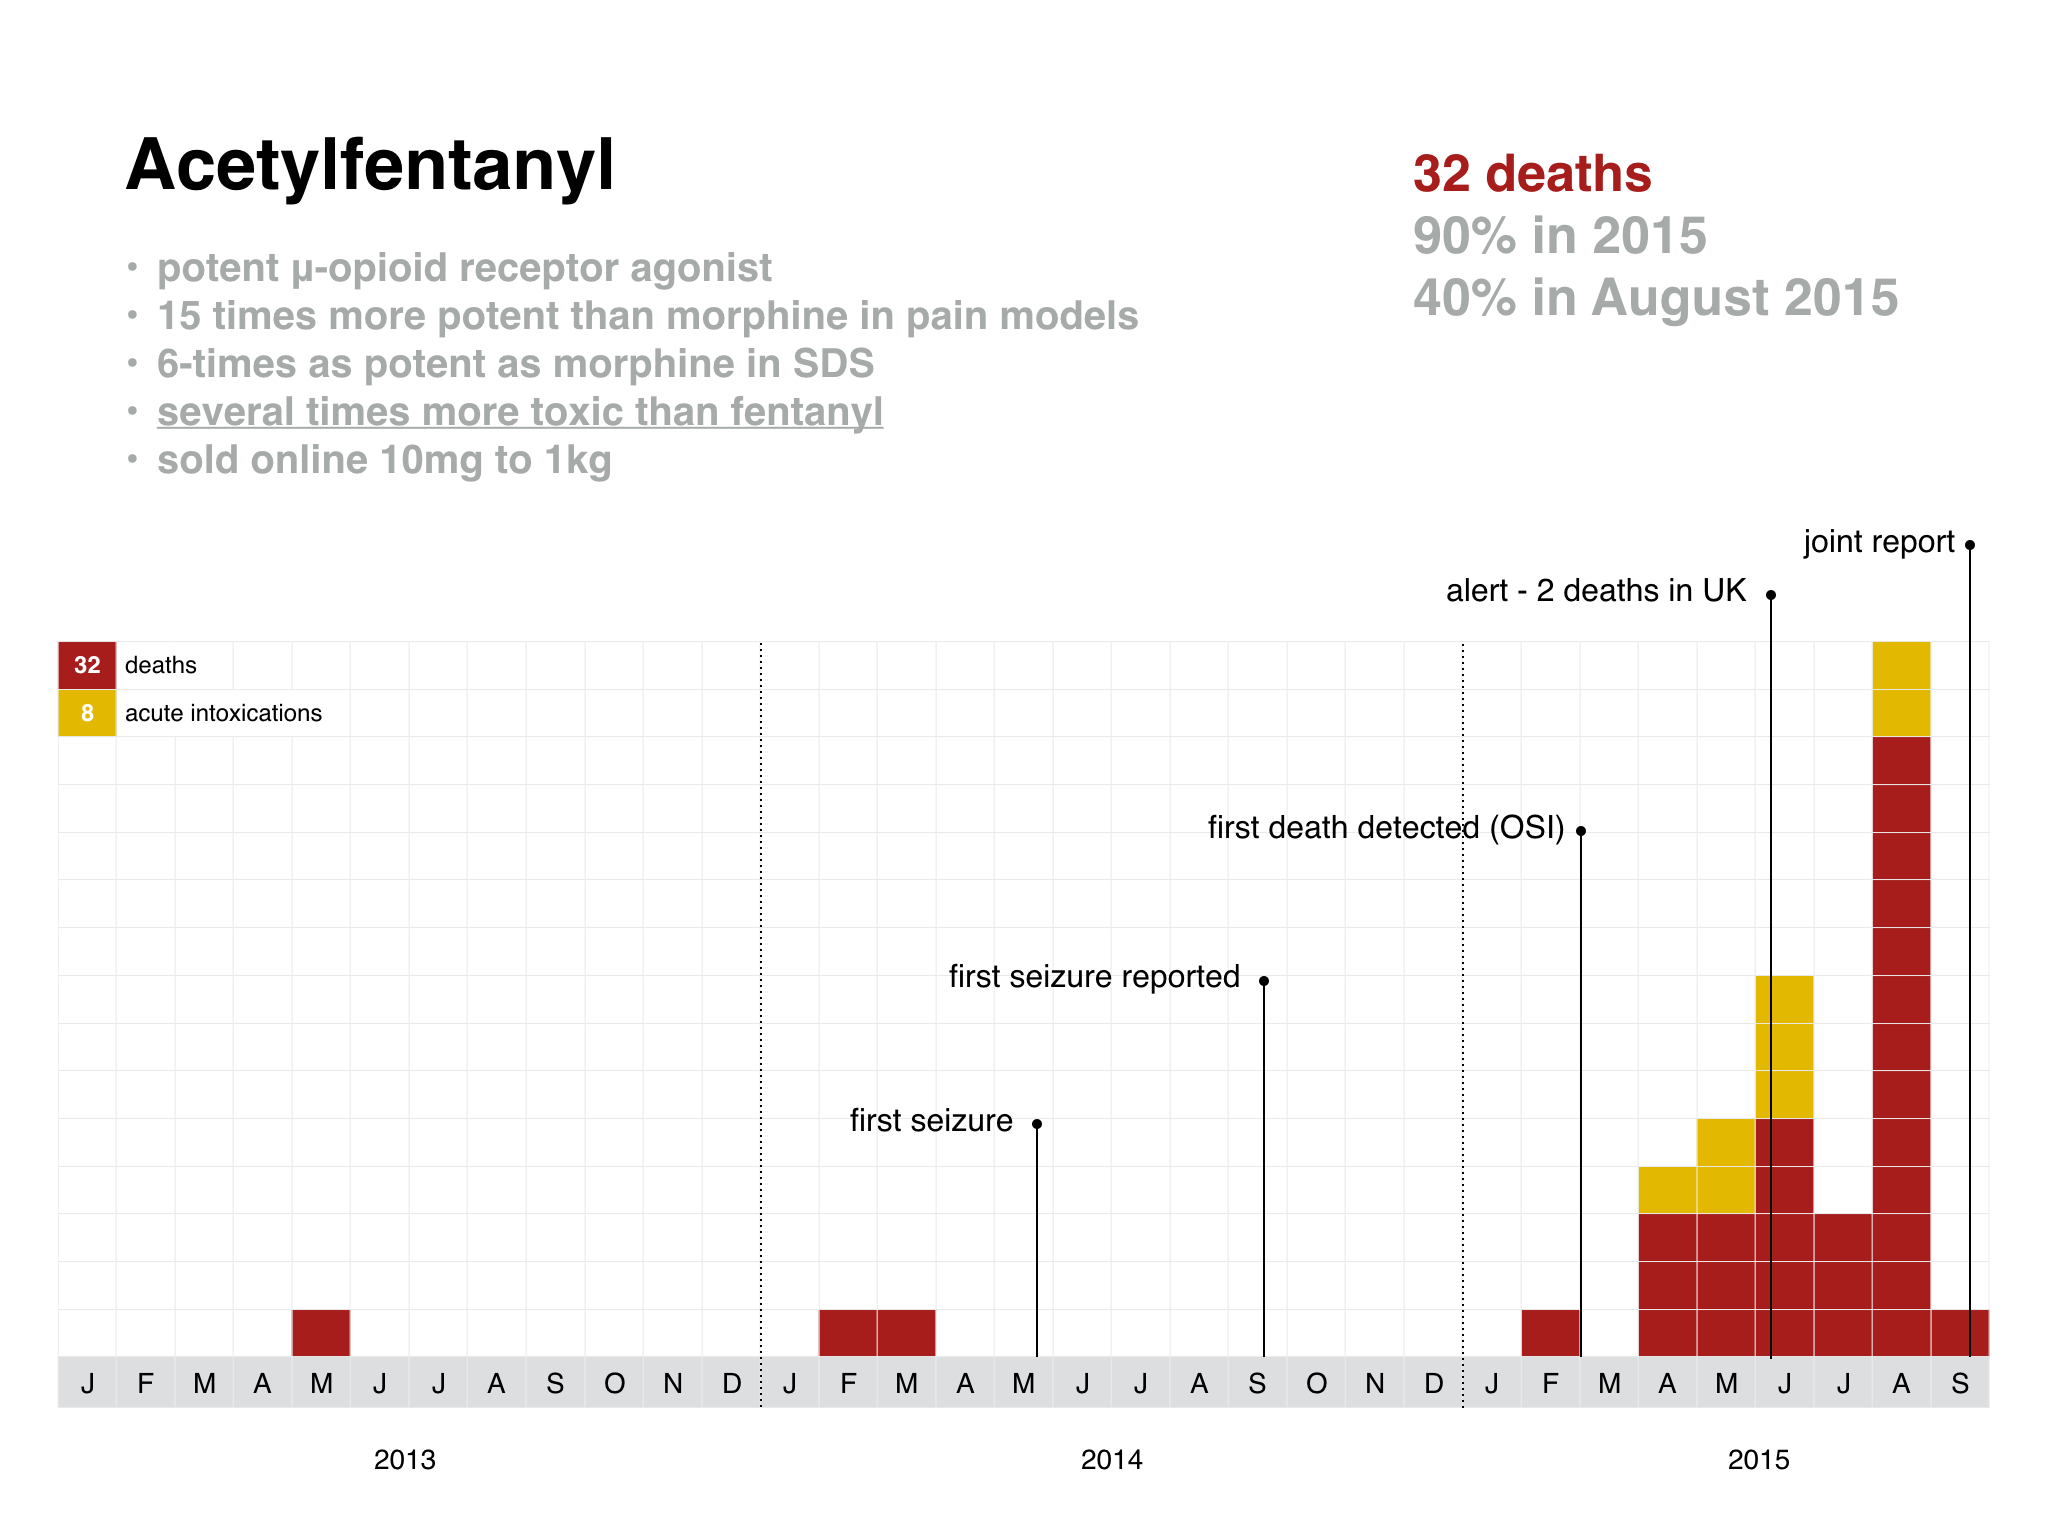 Acetylfentanyl
• potent µ-opioid receptor agonist
• 15 times more potent than morphine in pain models
• 6-times as potent as morphine in SDS
• several times more toxic than fentanyl
• sold online 10mg to 1kg
32 deaths
90% in 2015
40% in August 2015
joint report
alert - 2 deaths in UK
32 deaths
8 acute intoxications
first death detected (OSI)
first seizure reported
first seizure
J F M A M J J A S O N D J F M A M J J A S O N D J F M A M J J A S
2013 2014 2015